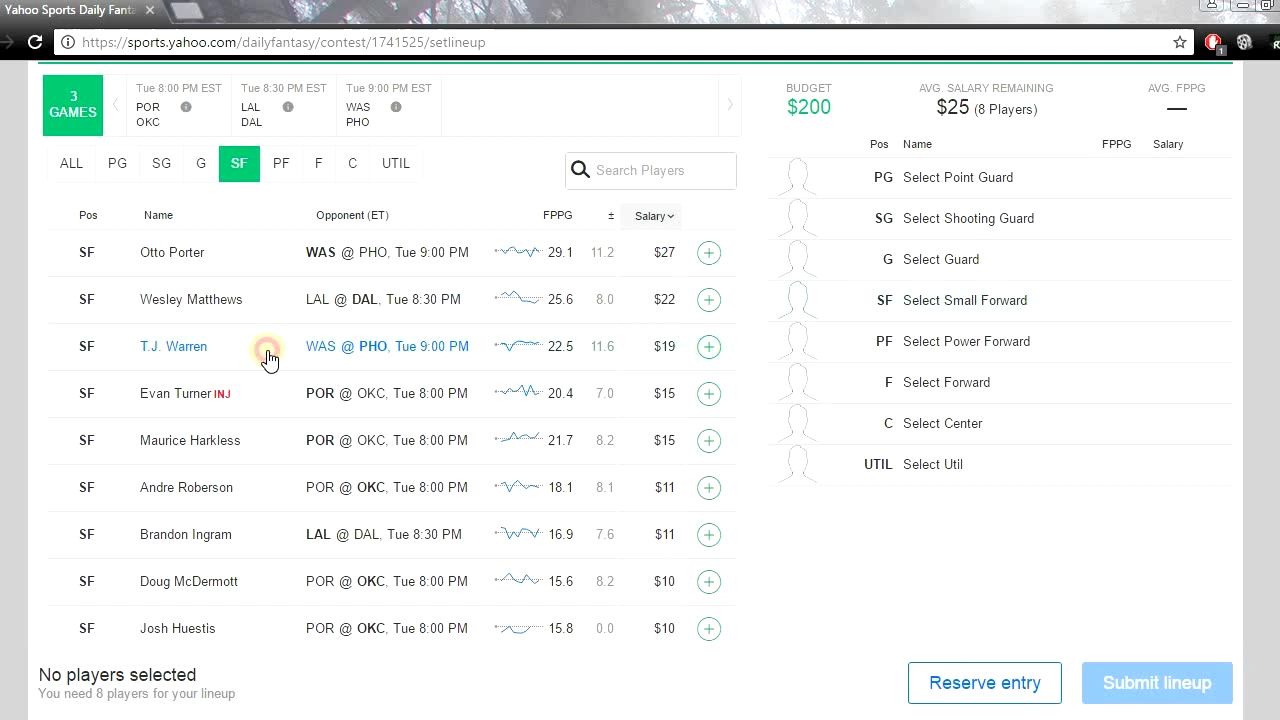 Yahoo Sports Daily Fanta
https://sports.yahoo.com/dailyfantasy/contest/1741525/setlineup
1
3 GAMES
Tue 8:00 PM EST
POR
OKC
Tue 8:30 PM EST
LAL
DAL
Tue 9:00 PM EST
WAS
PHO
BUDGET
$200
AVG. SALARY REMAINING
$25 (8 Players)
AVG. FPPG
—
ALL PG SG G SF PF F C UTIL
Search Players
Pos Name Opponent (ET) FPPG ± Salary
SF Otto Porter WAS @ PHO, Tue 9:00 PM 29.1 11.2 $27
SF Wesley Matthews LAL @ DAL, Tue 8:30 PM 25.6 8.0 $22
SF T.J. Warren WAS @ PHO, Tue 9:00 PM 22.5 11.6 $19
SF Evan Turner INJ POR @ OKC, Tue 8:00 PM 20.4 7.0 $15
SF Maurice Harkless POR @ OKC, Tue 8:00 PM 21.7 8.2 $15
SF Andre Roberson POR @ OKC, Tue 8:00 PM 18.1 8.1 $11
SF Brandon Ingram LAL @ DAL, Tue 8:30 PM 16.9 7.6 $11
SF Doug McDermott POR @ OKC, Tue 8:00 PM 15.6 8.2 $10
SF Josh Huestis POR @ OKC, Tue 8:00 PM 15.8 0.0 $10
Pos Name FPPG Salary
PG Select Point Guard
SG Select Shooting Guard
G Select Guard
SF Select Small Forward
PF Select Power Forward
F Select Forward
C Select Center
UTIL Select Util
No players selected
You need 8 players for your lineup
Reserve entry
Submit lineup